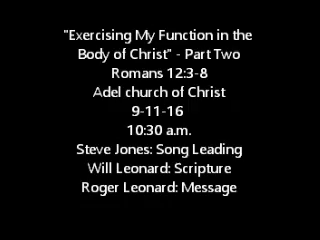 "Exercising My Function in the
Body of Christ" - Part Two
Romans 12:3-8
Adel church of Christ
9-11-16
10:30 a.m.
Steve Jones: Song Leading
Will Leonard: Scripture
Roger Leonard: Message